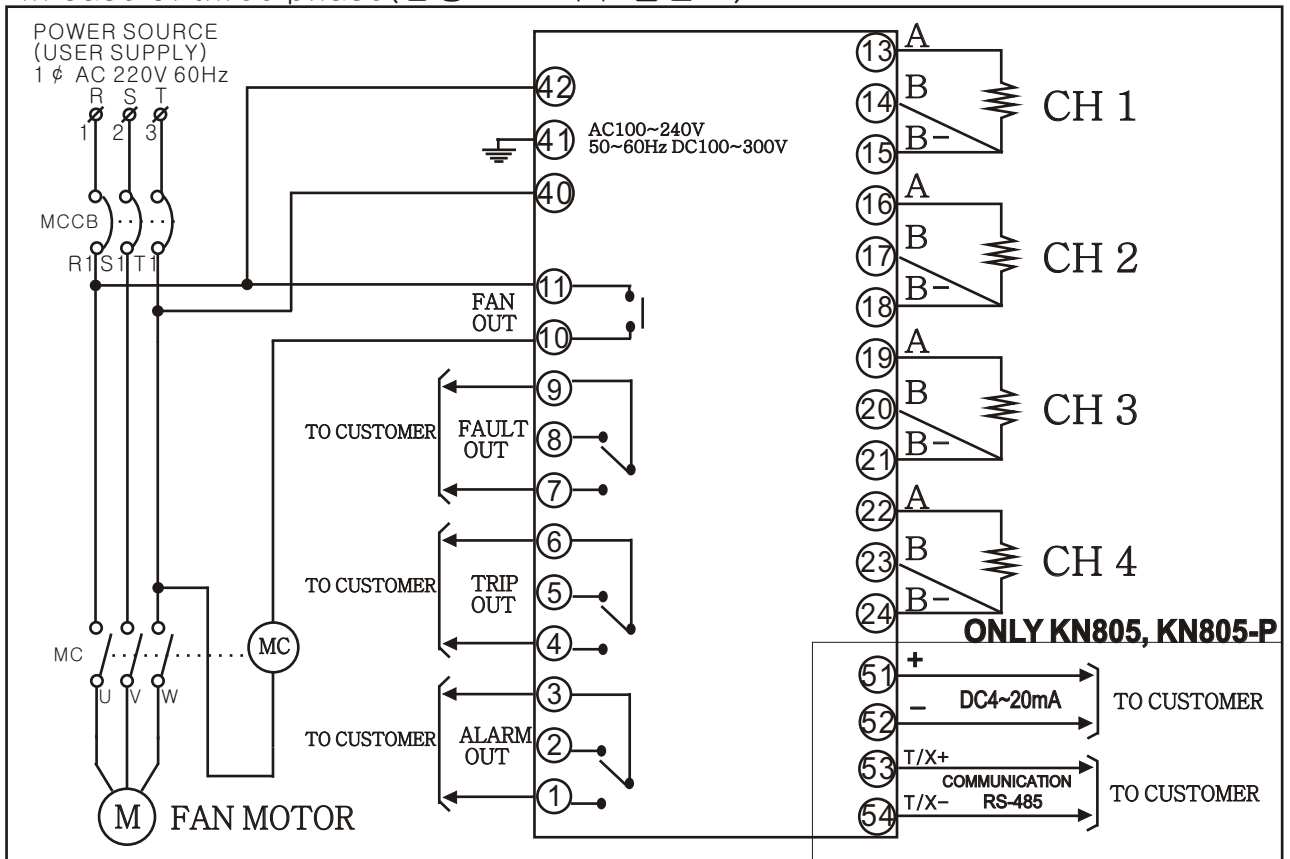 POWER SOURCE
(USER SUPPLY)
1 ¢ AC 220V 60Hz
R S T
1 2 3
MCCB
R1 S1 T1
MC
U V W
M
FAN MOTOR
MC
42
41
40
AC100~240V
50~60Hz DC100~300V
11
FAN
OUT
10
9
TO CUSTOMER
FAULT
OUT
8
7
6
TO CUSTOMER
TRIP
OUT
5
4
3
TO CUSTOMER
ALARM
OUT
2
1
13 A
14 B
15 B-
CH 1
16 A
17 B
18 B-
CH 2
19 A
20 B
21 B-
CH 3
22 A
23 B
24 B-
CH 4
ONLY KN805, KN805-P
51 +
DC4~20mA
52 -
TO CUSTOMER
53 T/X+
COMMUNICATION
RS-485
54 T/X-
TO CUSTOMER